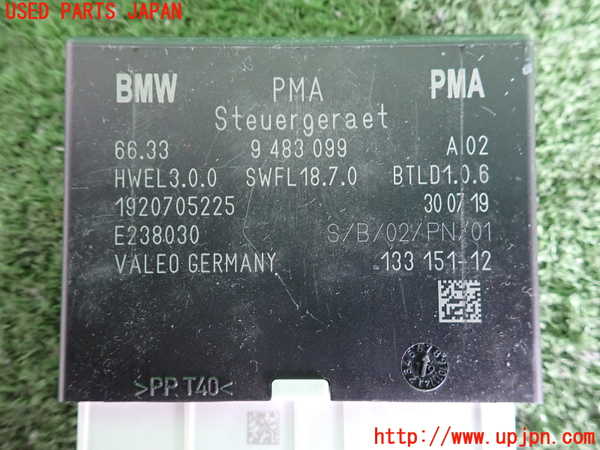 USED PARTS JAPAN
BMW PMA PMA
Steuergeraet
66.33 9 483 099 A102
HWEL3.0.0 SWFL18.7.0 BTLD1.0.6
1920705225 30 07 19
E238030 S/B/02/PN/01
VALEO GERMANY 133 151-12
>PP T40<
http://www.upjpn.com/